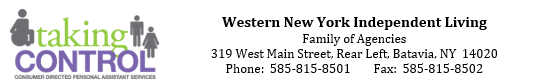 taking
CONTROL
CONSUMER DIRECTED PERSONAL ASSISTANT SERVICES
Western New York Independent Living
Family of Agencies
319 West Main Street, Rear Left, Batavia, NY  14020
Phone:  585-815-8501     Fax:  585-815-8502